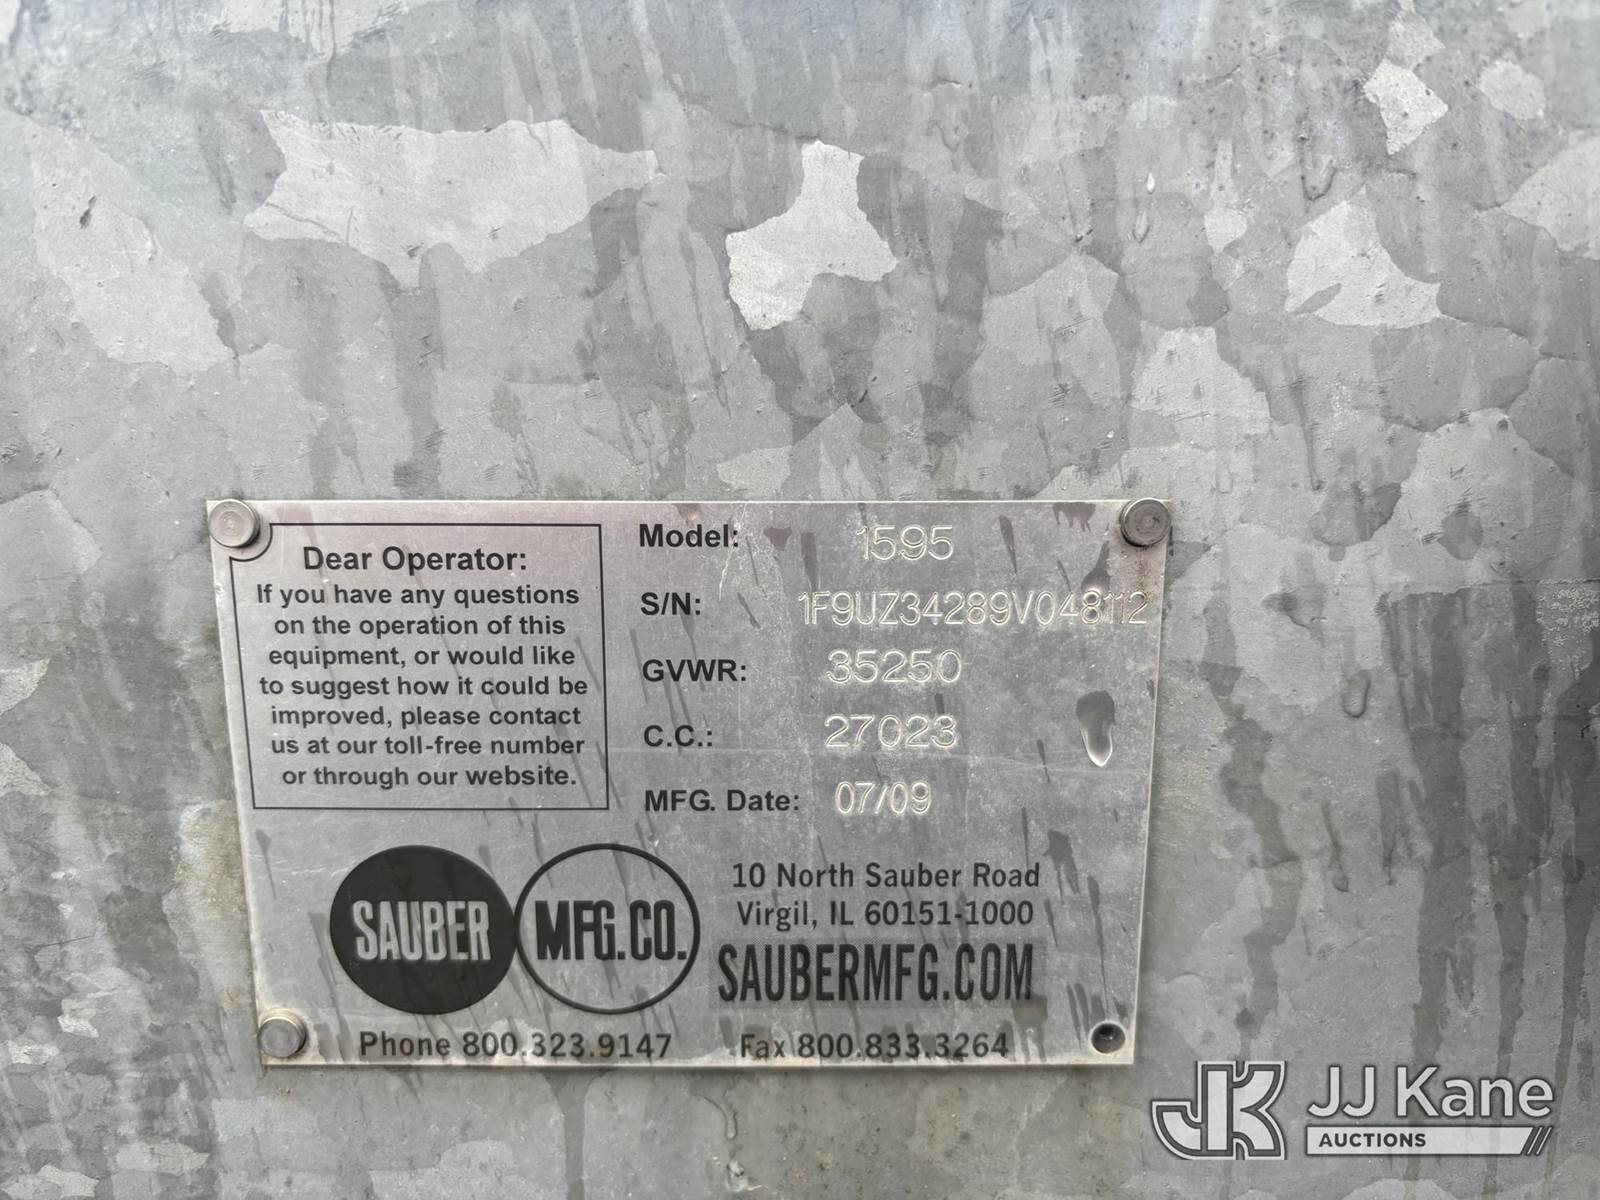 Dear Operator:
If you have any questions
on the operation of this
equipment, or would like
to suggest how it could be
improved, please contact
us at our toll-free number
or through our website.
Model: 1595
S/N: 1F9UZ34289V048112
GVWR: 35250
C.C.: 27023
MFG. Date: 07/09
SAUBER MFG.CO.
10 North Sauber Road
Virgil, IL 60151-1000
SAUBERMFG.COM
Phone 800.323.9147 Fax 800.833.3264
JK JJ Kane
AUCTIONS